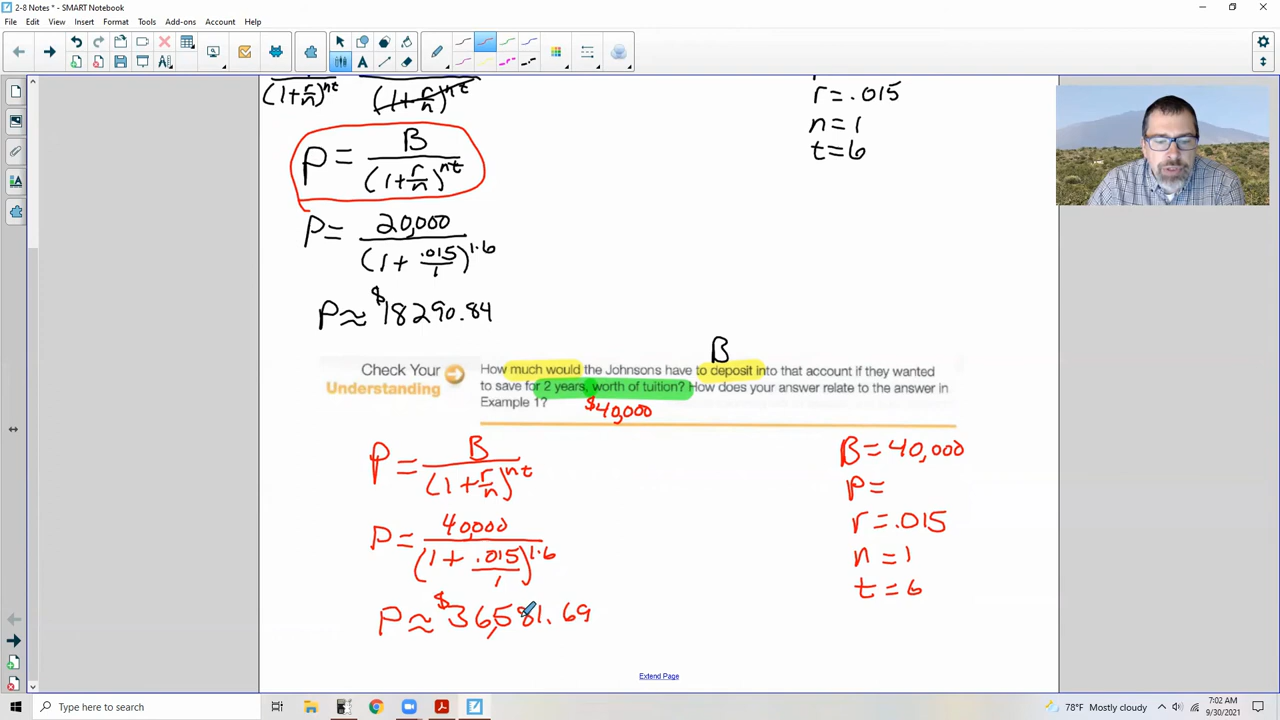 2-8 Notes * - SMART Notebook
File Edit View Insert Format Tools Add-ons Account Help
(1+r/n)^nt (1+r/n)^nt
r=.015
n=1
t=6
P= B/(1+r/n)^nt
P= 20,000/(1+.015/1)^1·6
P≈$18290.84
B
Check Your Understanding
How much would the Johnsons have to deposit into that account if they wanted
to save for 2 years, worth of tuition? How does your answer relate to the answer in
Example 1?
$40,000
P= B/(1+r/n)^nt
P= 40,000/(1+.015/1)^1·6
P≈$36,581.69
B=40,000
P=
r=.015
n=1
t=6
Extend Page
Type here to search
78°F Mostly cloudy
7:02 AM
9/30/2021